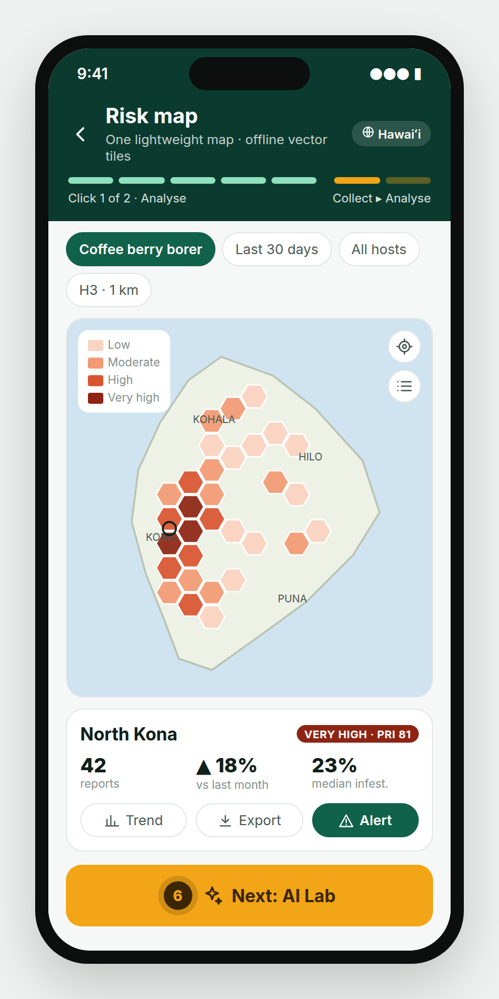 9:41
Risk map
One lightweight map · offline vector
tiles
Hawaiʻi
Click 1 of 2 · Analyse
Collect ▸ Analyse
Coffee berry borer
Last 30 days
All hosts
H3 · 1 km
Low
Moderate
High
Very high
KOHALA
HILO
KONA
PUNA
North Kona
VERY HIGH · PRI 81
42
reports
▲ 18%
vs last month
23%
median infest.
Trend
Export
Alert
6
Next: AI Lab